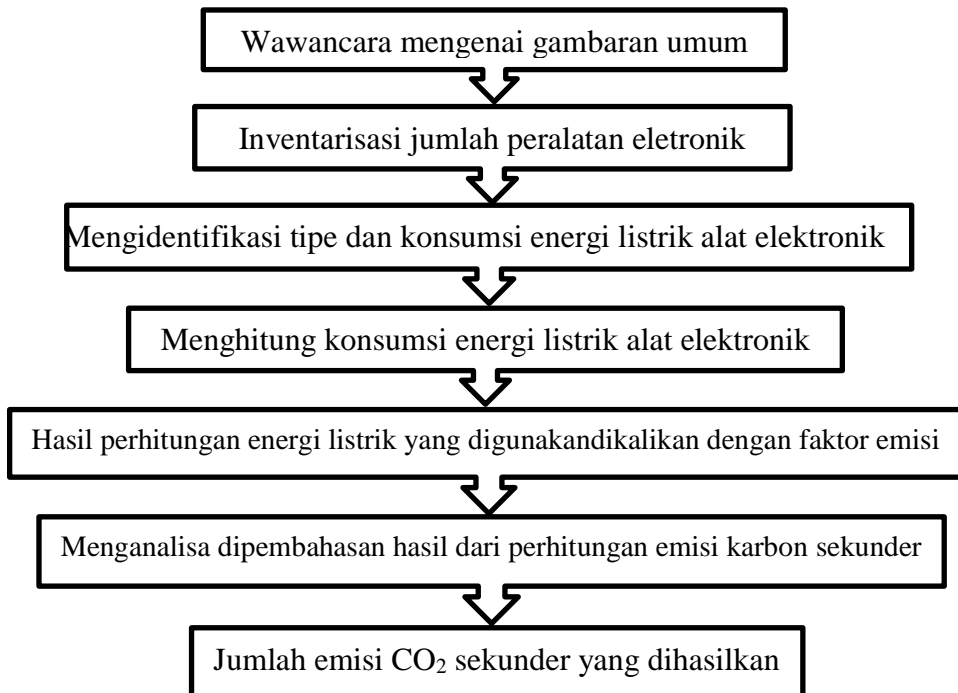 Wawancara mengenai gambaran umum
Inventarisasi jumlah peralatan eletronik
Mengidentifikasi tipe dan konsumsi energi listrik alat elektronik
Menghitung konsumsi energi listrik alat elektronik
Hasil perhitungan energi listrik yang digunakandikalikan dengan faktor emisi
Menganalisa dipembahasan hasil dari perhitungan emisi karbon sekunder
Jumlah emisi CO₂ sekunder yang dihasilkan